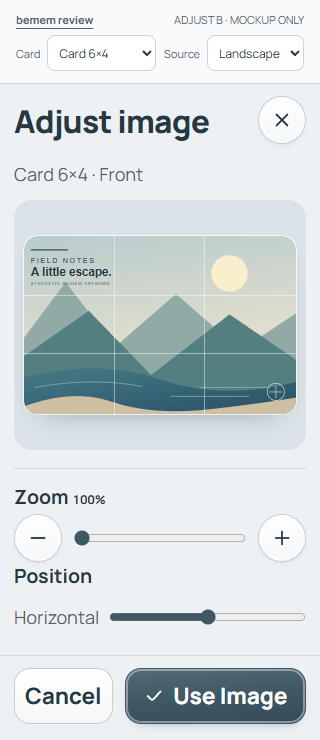 bemem review
ADJUST B · MOCKUP ONLY
Card Card 6×4 Source Landscape
Adjust image
Card 6×4 · Front
FIELD NOTES
A little escape.
SYNTHETIC REVIEW ARTWORK
Zoom 100%
Position
Horizontal
Cancel Use Image